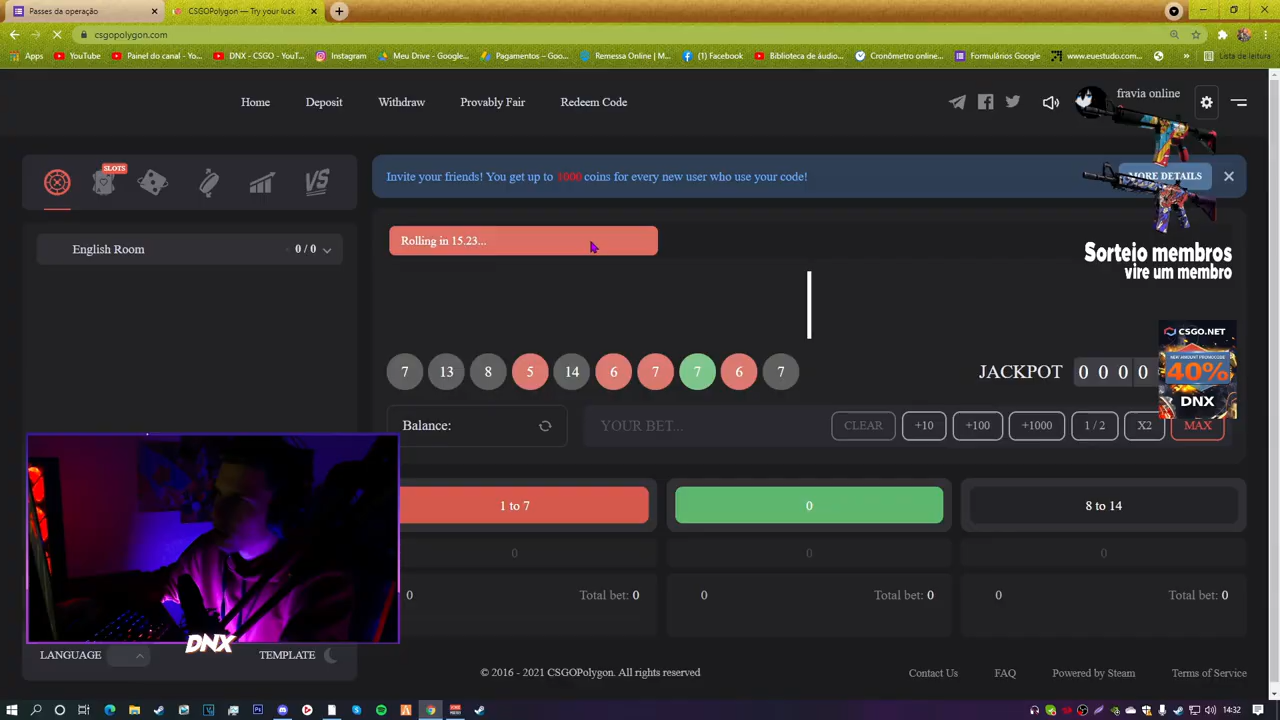 Passes da operação
CSGOPolygon — Try your luck
csgopolygon.com
Apps
YouTube
Painel do canal - Yo...
DNX - CSGO - YouT...
Instagram
Meu Drive - Google...
Pagamentos – Goo...
Remessa Online | M...
(1) Facebook
Biblioteca de áudio...
Cronômetro online...
Formulários Google
www.euestudo.com...
»
Lista de leitura
Home
Deposit
Withdraw
Provably Fair
Redeem Code
fravia online
SLOTS
VS
Invite your friends! You get up to 1000 coins for every new user who use your code!
MORE DETAILS
English Room
0 / 0
Rolling in 15.23...
Sorteio membros
vire um membro
CSGO.NET
NEW AMOUNT PROMOCODE
40%
DNX
7 13 8 5 14 6 7 7 6 7
JACKPOT 0 0 0 0
Balance:
YOUR BET...
CLEAR
+10
+100
+1000
1 / 2
X2
MAX
1 to 7
0
8 to 14
0
0
0
0
Total bet: 0
0
Total bet: 0
0
Total bet: 0
DNX
LANGUAGE
TEMPLATE
© 2016 - 2021 CSGOPolygon. All rights reserved
Contact Us
FAQ
Powered by Steam
Terms of Service
14:32